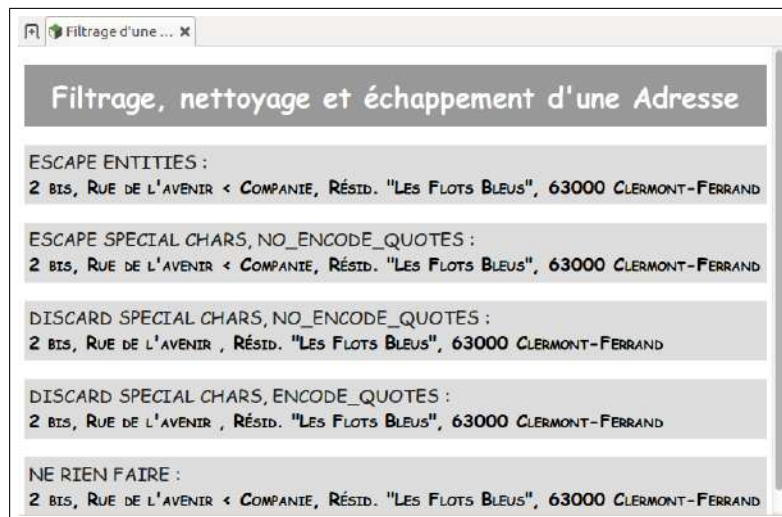 Filtrage d'une ...
Filtrage, nettoyage et échappement d'une Adresse
ESCAPE ENTITIES :
2 bis, Rue de l'avenir < Companie, Résid. "Les Flots Bleus", 63000 Clermont-Ferrand
ESCAPE SPECIAL CHARS, NO_ENCODE_QUOTES :
2 bis, Rue de l'avenir < Companie, Résid. "Les Flots Bleus", 63000 Clermont-Ferrand
DISCARD SPECIAL CHARS, NO_ENCODE_QUOTES :
2 bis, Rue de l'avenir , Résid. "Les Flots Bleus", 63000 Clermont-Ferrand
DISCARD SPECIAL CHARS, ENCODE_QUOTES :
2 bis, Rue de l'avenir , Résid. "Les Flots Bleus", 63000 Clermont-Ferrand
NE RIEN FAIRE :
2 bis, Rue de l'avenir < Companie, Résid. "Les Flots Bleus", 63000 Clermont-Ferrand